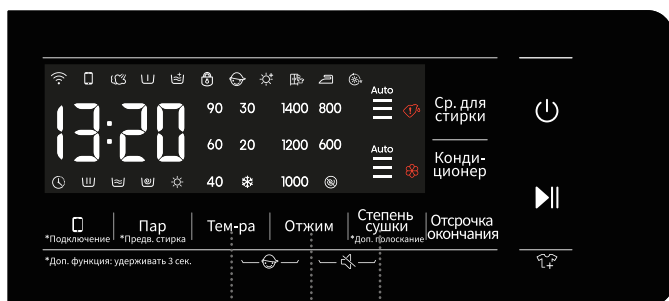 Auto
90 30 1400 800
Ср. для
стирки
13:20
60 20 1200 600
Auto
Конди-
ционер
40 1000
Пар
Тем-ра
Отжим
Степень
сушки
Отсрочка
окончания
*Подключение
*Предв. стирка
*Доп. полоскание
*Доп. функция: удерживать 3 сек.